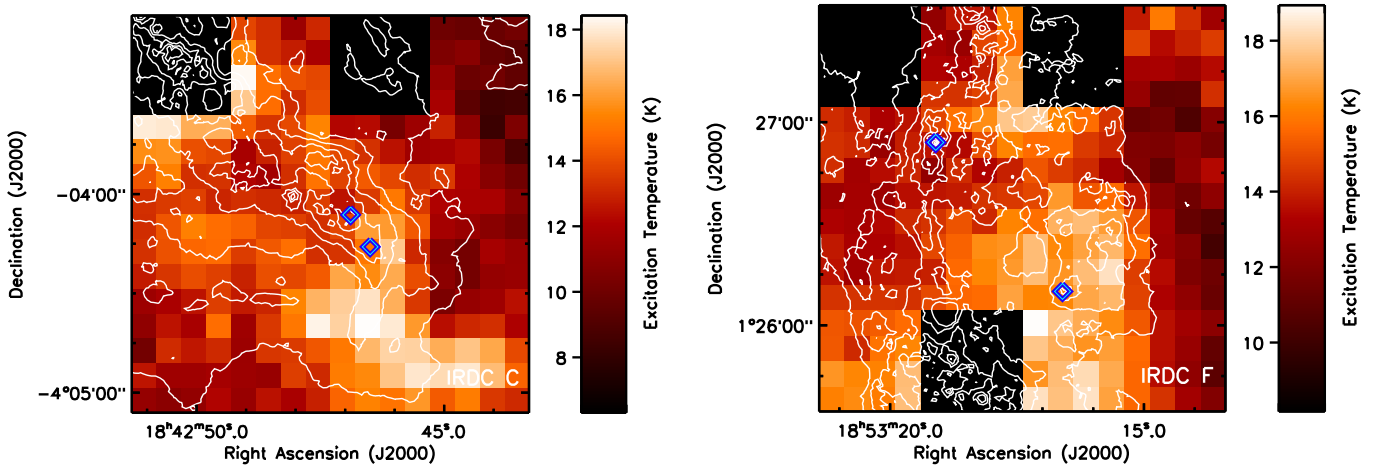 18
16
14
12
10
8
Excitation Temperature (K)
Declination (J2000)
-04'00"
-4°05'00"
IRDC C
18ʰ42ᵐ50ˢ.0
45ˢ.0
Right Ascension (J2000)
18
16
14
12
10
Excitation Temperature (K)
Declination (J2000)
27'00"
1°26'00"
IRDC F
18ʰ53ᵐ20ˢ.0
15ˢ.0
Right Ascension (J2000)